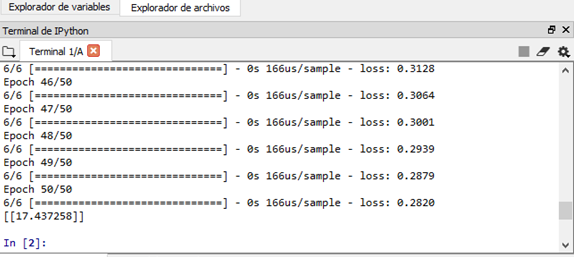 Explorador de variables
Explorador de archivos
Terminal de IPython
Terminal 1/A
6/6 [==============================] - 0s 166us/sample - loss: 0.3128
Epoch 46/50
6/6 [==============================] - 0s 166us/sample - loss: 0.3064
Epoch 47/50
6/6 [==============================] - 0s 166us/sample - loss: 0.3001
Epoch 48/50
6/6 [==============================] - 0s 166us/sample - loss: 0.2939
Epoch 49/50
6/6 [==============================] - 0s 166us/sample - loss: 0.2879
Epoch 50/50
6/6 [==============================] - 0s 166us/sample - loss: 0.2820
[[17.437258]]
In [2]: